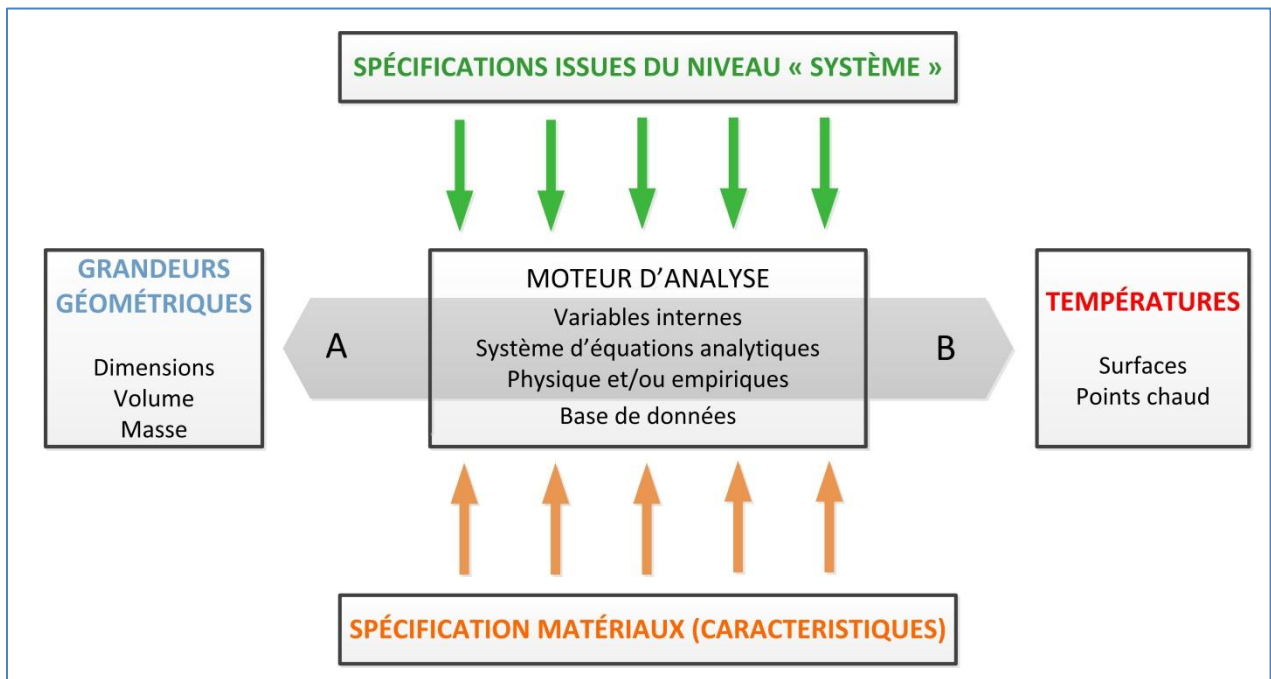 SPÉCIFICATIONS ISSUES DU NIVEAU « SYSTÈME »
GRANDEURS
GÉOMÉTRIQUES
Dimensions
Volume
Masse
A
MOTEUR D'ANALYSE
Variables internes
Système d'équations analytiques
Physique et/ou empiriques
Base de données
B
TEMPÉRATURES
Surfaces
Points chaud
SPÉCIFICATION MATÉRIAUX (CARACTERISTIQUES)